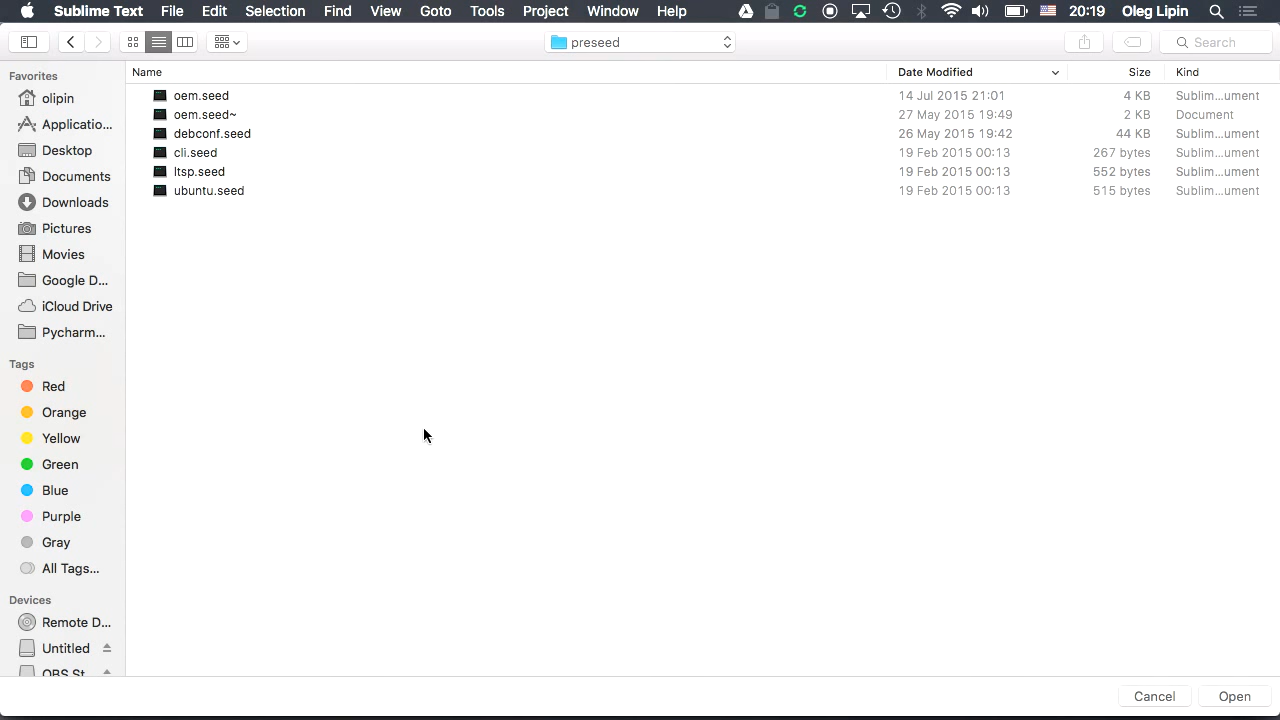 Sublime Text File Edit Selection Find View Goto Tools Project Window Help 20:19 Oleg Lipin
preseed Search
Favorites
olipin
Applicatio...
Desktop
Documents
Downloads
Pictures
Movies
Google D...
iCloud Drive
Pycharm...
Tags
Red
Orange
Yellow
Green
Blue
Purple
Gray
All Tags...
Devices
Remote D...
Untitled
OBS St
Name Date Modified Size Kind
oem.seed 14 Jul 2015 21:01 4 KB Sublim...ument
oem.seed~ 27 May 2015 19:49 2 KB Document
debconf.seed 26 May 2015 19:42 44 KB Sublim...ument
cli.seed 19 Feb 2015 00:13 267 bytes Sublim...ument
ltsp.seed 19 Feb 2015 00:13 552 bytes Sublim...ument
ubuntu.seed 19 Feb 2015 00:13 515 bytes Sublim...ument
Cancel Open